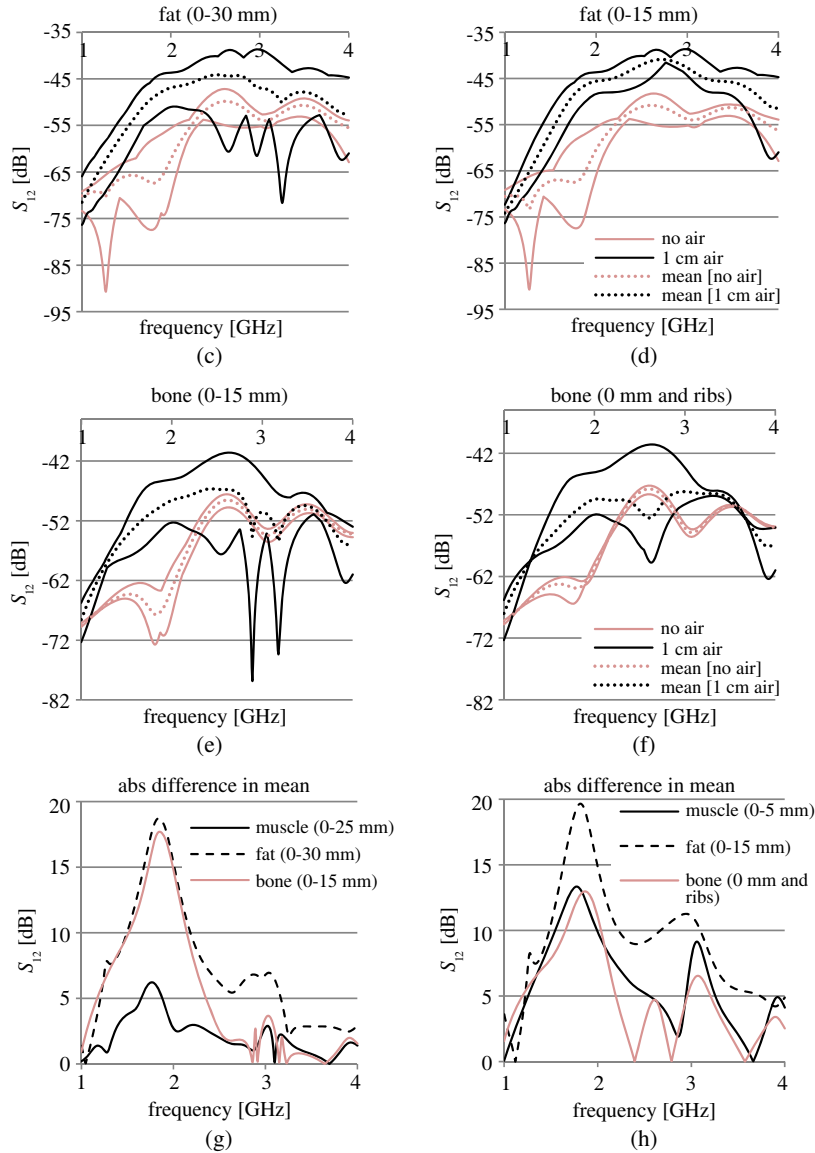 fat (0-30 mm)
-35
-45
-55
-65
-75
-85
-95
1
2
3
4
S12 [dB]
frequency [GHz]
(c)
fat (0-15 mm)
-35
-45
-55
-65
-75
-85
-95
1
2
3
4
S12 [dB]
no air
1 cm air
mean [no air]
mean [1 cm air]
frequency [GHz]
(d)
bone (0-15 mm)
1
2
3
4
-42
-52
-62
-72
-82
S12 [dB]
frequency [GHz]
(e)
bone (0 mm and ribs)
1
2
3
4
-42
-52
-62
-72
-82
S12 [dB]
no air
1 cm air
mean [no air]
mean [1 cm air]
frequency [GHz]
(f)
abs difference in mean
20
15
10
5
0
S12 [dB]
muscle (0-25 mm)
fat (0-30 mm)
bone (0-15 mm)
1
2
3
4
frequency [GHz]
(g)
abs difference in mean
20
15
10
5
0
S12 [dB]
muscle (0-5 mm)
fat (0-15 mm)
bone (0 mm and
ribs)
1
2
3
4
frequency [GHz]
(h)